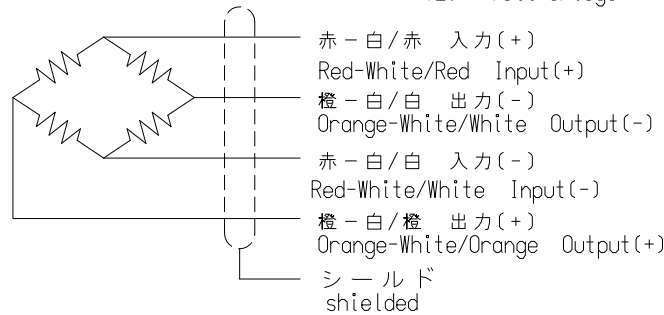 赤－白/赤　入力(+)
Red-White/Red Input(+)
橙－白/白　出力(-)
Orange-White/White Output(-)
赤－白/白　入力(-)
Red-White/White Input(-)
橙－白/橙　出力(+)
Orange-White/Orange Output(+)
シールド
shielded